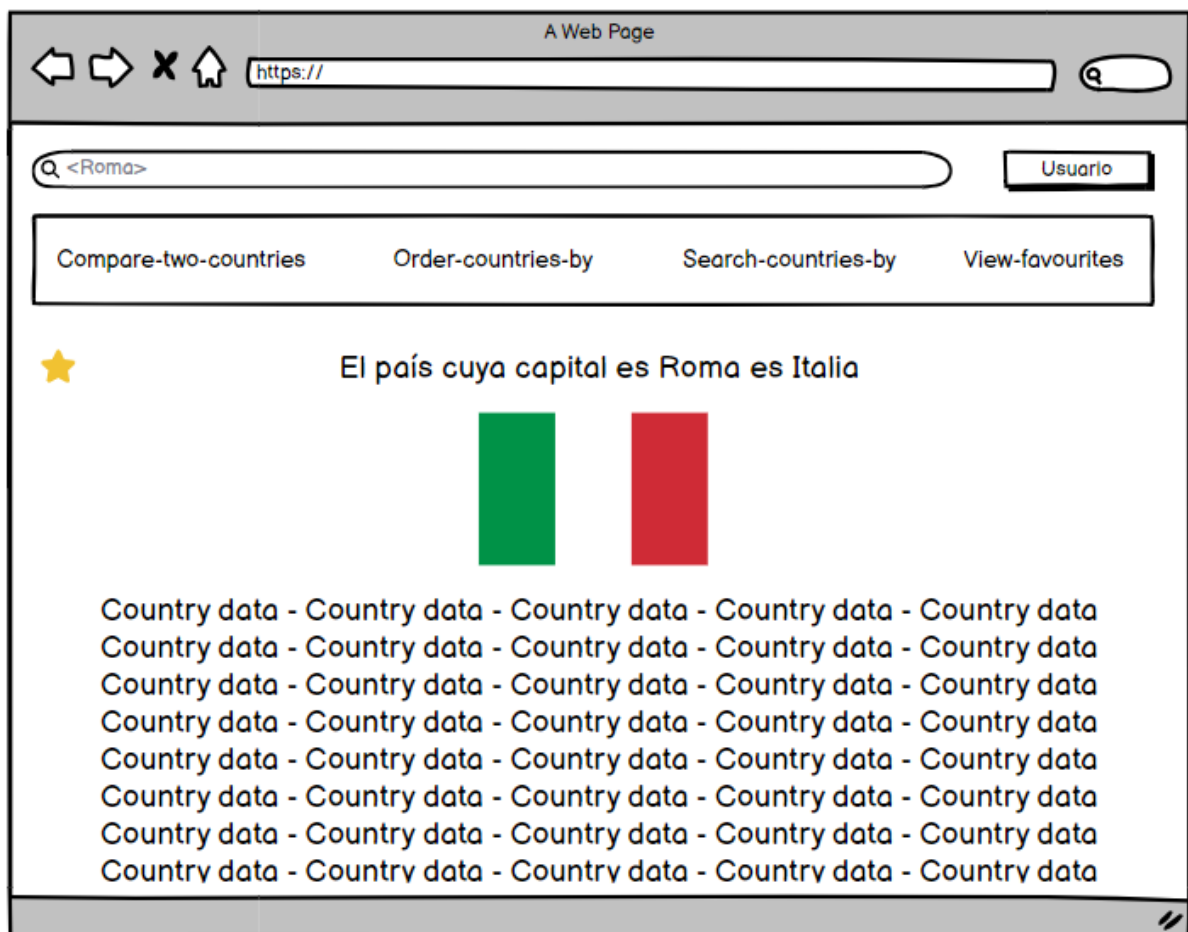 A Web Page
https://
<Roma>
Usuario
Compare-two-countries Order-countries-by Search-countries-by View-favourites
El país cuya capital es Roma es Italia
Country data - Country data - Country data - Country data - Country data
Country data - Country data - Country data - Country data - Country data
Country data - Country data - Country data - Country data - Country data
Country data - Country data - Country data - Country data - Country data
Country data - Country data - Country data - Country data - Country data
Country data - Country data - Country data - Country data - Country data
Country data - Country data - Country data - Country data - Country data
Country data - Country data - Country data - Country data - Country data